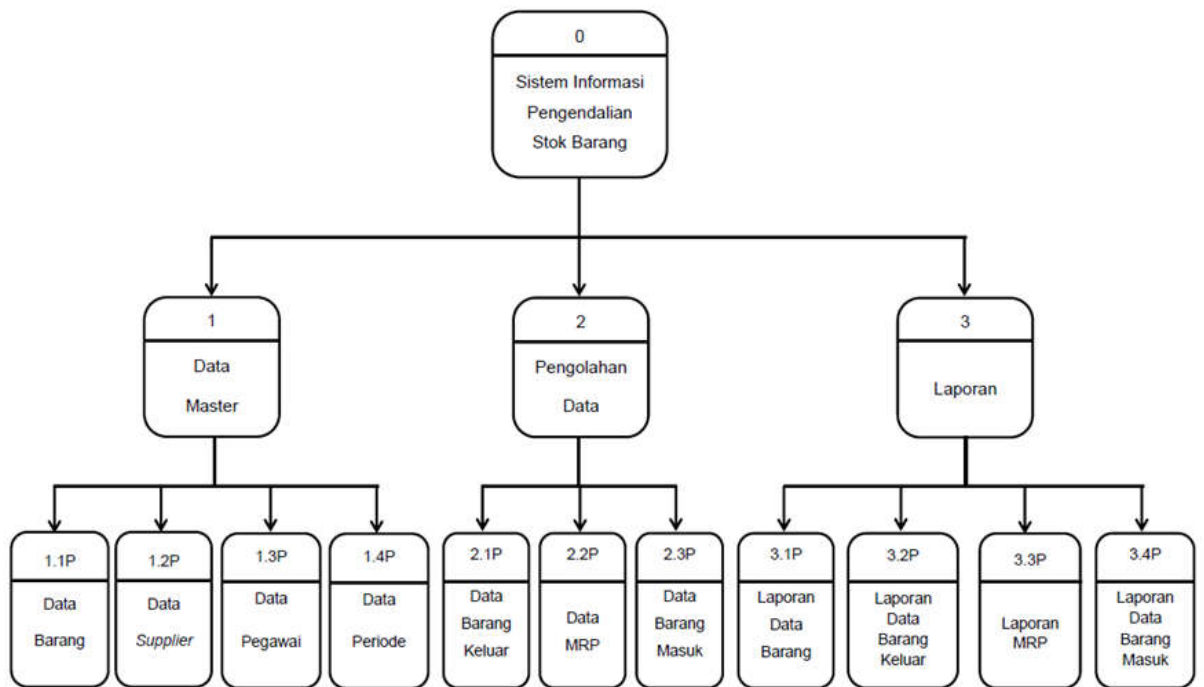 0
Sistem Informasi
Pengendalian
Stok Barang
1
Data
Master
2
Pengolahan
Data
3
Laporan
1.1P
Data
Barang
1.2P
Data
Supplier
1.3P
Data
Pegawai
1.4P
Data
Periode
2.1P
Data
Barang
Keluar
2.2P
Data
MRP
2.3P
Data
Barang
Masuk
3.1P
Laporan
Data
Barang
3.2P
Laporan
Data
Barang
Keluar
3.3P
Laporan
MRP
3.4P
Laporan
Data
Barang
Masuk